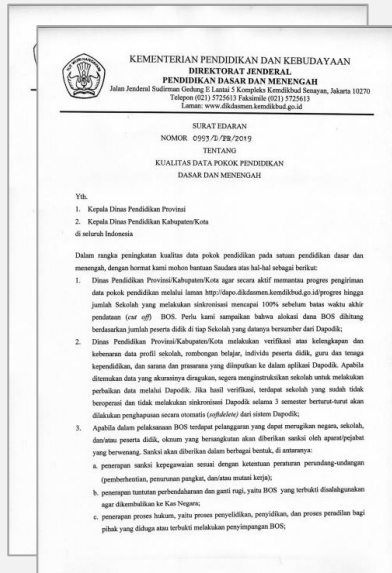 KEMENTERIAN PENDIDIKAN DAN KEBUDAYAAN
DIREKTORAT JENDERAL
PENDIDIKAN DASAR DAN MENENGAH
Jalan Jenderal Sudirman Gedung E Lantai 5 Kompleks Kemdikbud Senayan, Jakarta 10270
Telepon (021) 5725613 Faksimile (021) 5725613
Laman: www.dikdasmen.kemdikbud.go.id
SURAT EDARAN
NOMOR 0993/D/PR/2019
TENTANG
KUALITAS DATA POKOK PENDIDIKAN
DASAR DAN MENENGAH
Yth.
1. Kepala Dinas Pendidikan Provinsi
2. Kepala Dinas Pendidikan Kabupaten/Kota
di seluruh Indonesia
Dalam rangka peningkatan kualitas data pokok pendidikan pada satuan pendidikan dasar dan
menengah, dengan hormat kami mohon bantuan Saudara atas hal-hal sebagai berikut:
1. Dinas Pendidikan Provinsi/Kabupaten/Kota agar secara aktif memantau progres pengiriman
data pokok pendidikan melalui laman http://dapo.dikdasmen.kemdikbud.go.id/progres hingga
jumlah Sekolah yang melakukan sinkronisasi mencapai 100% sebelum batas waktu akhir
pendataan (cut off) BOS. Perlu kami sampaikan bahwa alokasi dana BOS dihitung
berdasarkan jumlah peserta didik di tiap Sekolah yang datanya bersumber dari Dapodik;
2. Dinas Pendidikan Provinsi/Kabupaten/Kota melakukan verifikasi atas kelengkapan dan
kebenaran data profil sekolah, rombongan belajar, individu peserta didik, guru dan tenaga
kependidikan, dan sarana dan prasarana yang diinpatkan ke dalam aplikasi Dapodik. Apabila
ditemukan data yang akurasinya diragukan, segera menginstruksikan sekolah untuk melakukan
perbaikan data melalui Dapodik. Jika hasil verifikasi, terdapat sekolah yang sudah tidak
beroperasi dan tidak melakukan sinkronisasi Dapodik selama 3 semester berturut-turut akan
dilakukan penghapusan secara otomatis (softdelete) dari sistem Dapodik;
3. Apabila dalam pelaksanaan BOS terdapat pelanggaran yang dapat merugikan negara, sekolah,
dan/atau peserta didik, oknum yang bersangkutan akan diberikan sanksi oleh aparat/pejabat
yang berwenang. Sanksi akan diberikan dalam berbagai bentuk, di antaranya:
a. penerapan sanksi kepegawaian sesuai dengan ketentuan peraturan perundang-undangan
(pemberhentian, penurunan pangkat, dan/atau mutasi kerja);
b. penerapan tuntutan perbendaharaan dan ganti rugi, yaitu BOS yang terbukti disalahgunakan
agar dikembalikan ke Kas Negara;
c. penerapan proses hukum, yaitu proses penyelidikan, penyidikan, dan proses peradilan bagi
pihak yang diduga atau terbukti melakukan penyimpangan BOS;